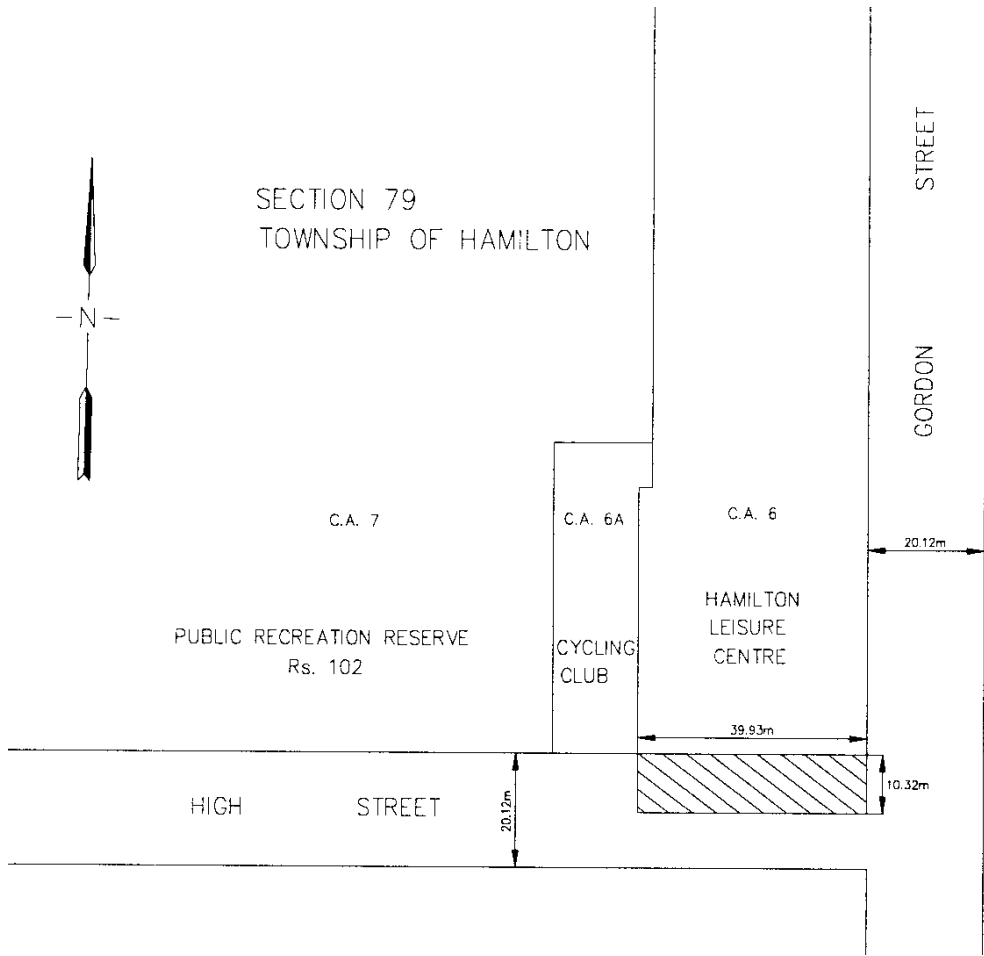 SECTION 79
TOWNSHIP OF HAMILTON
-N-
STREET
GORDON
C.A. 7
C.A. 6A
C.A. 6
20.12m
PUBLIC RECREATION RESERVE
Rs. 102
CYCLING
CLUB
HAMILTON
LEISURE
CENTRE
39.93m
10.32m
HIGH STREET
20.12m